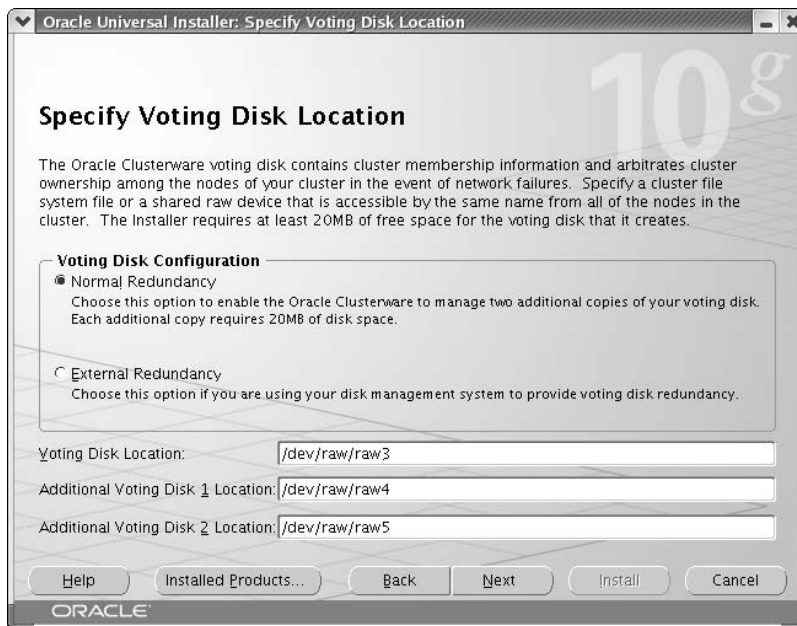 Oracle Universal Installer: Specify Voting Disk Location
10g
Specify Voting Disk Location
The Oracle Clusterware voting disk contains cluster membership information and arbitrates cluster
ownership among the nodes of your cluster in the event of network failures. Specify a cluster file
system file or a shared raw device that is accessible by the same name from all of the nodes in the
cluster. The Installer requires at least 20MB of free space for the voting disk that it creates.
Voting Disk Configuration
Normal Redundancy
Choose this option to enable the Oracle Clusterware to manage two additional copies of your voting disk.
Each additional copy requires 20MB of disk space.
External Redundancy
Choose this option if you are using your disk management system to provide voting disk redundancy.
Voting Disk Location: /dev/raw/raw3
Additional Voting Disk 1 Location: /dev/raw/raw4
Additional Voting Disk 2 Location: /dev/raw/raw5
Help Installed Products... Back Next Install Cancel
ORACLE